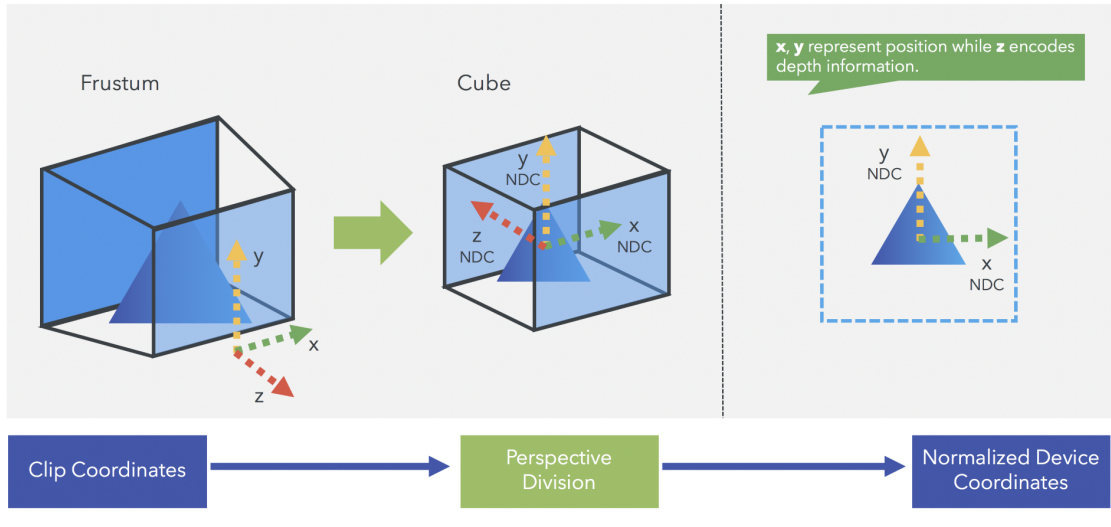 Frustum
Cube
x, y represent position while z encodes
depth information.
y
x
z
y
NDC
z
NDC
x
NDC
y
NDC
x
NDC
Clip Coordinates
Perspective
Division
Normalized Device
Coordinates